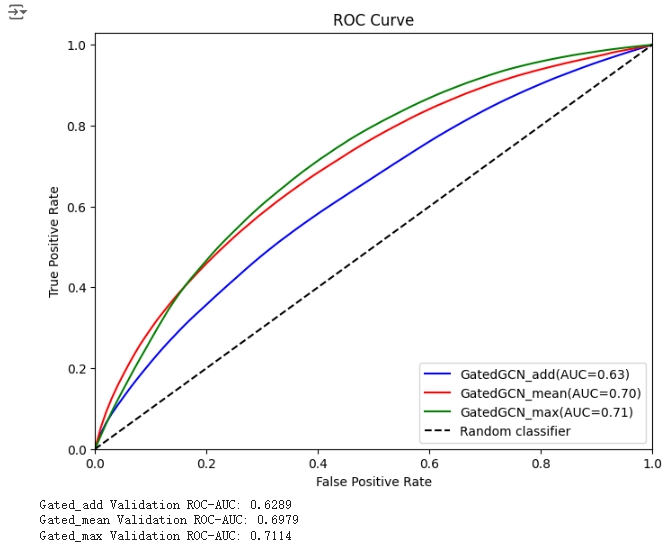 ROC Curve
1.0
0.8
0.6
0.4
0.2
0.0
True Positive Rate
GatedGCN_add(AUC=0.63)
GatedGCN_mean(AUC=0.70)
GatedGCN_max(AUC=0.71)
Random classifier
0.0 0.2 0.4 0.6 0.8 1.0
False Positive Rate
Gated_add Validation ROC-AUC: 0.6289
Gated_mean Validation ROC-AUC: 0.6979
Gated_max Validation ROC-AUC: 0.7114